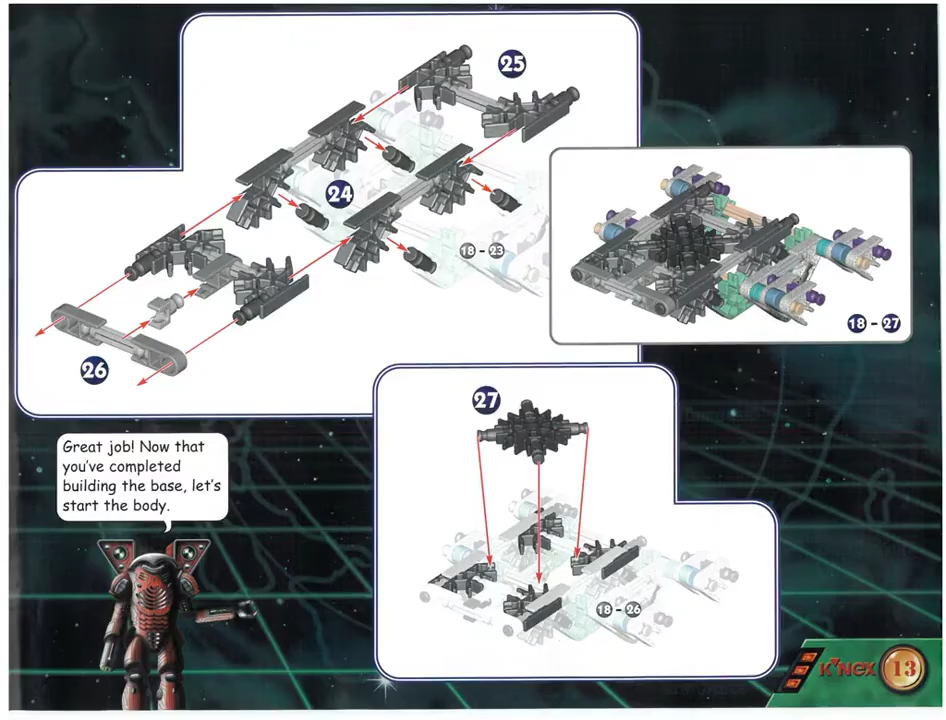 25
24
18 - 23
26
18 - 27
27
Great job! Now that
you've completed
building the base, let's
start the body.
18 - 26
K'NEX 13